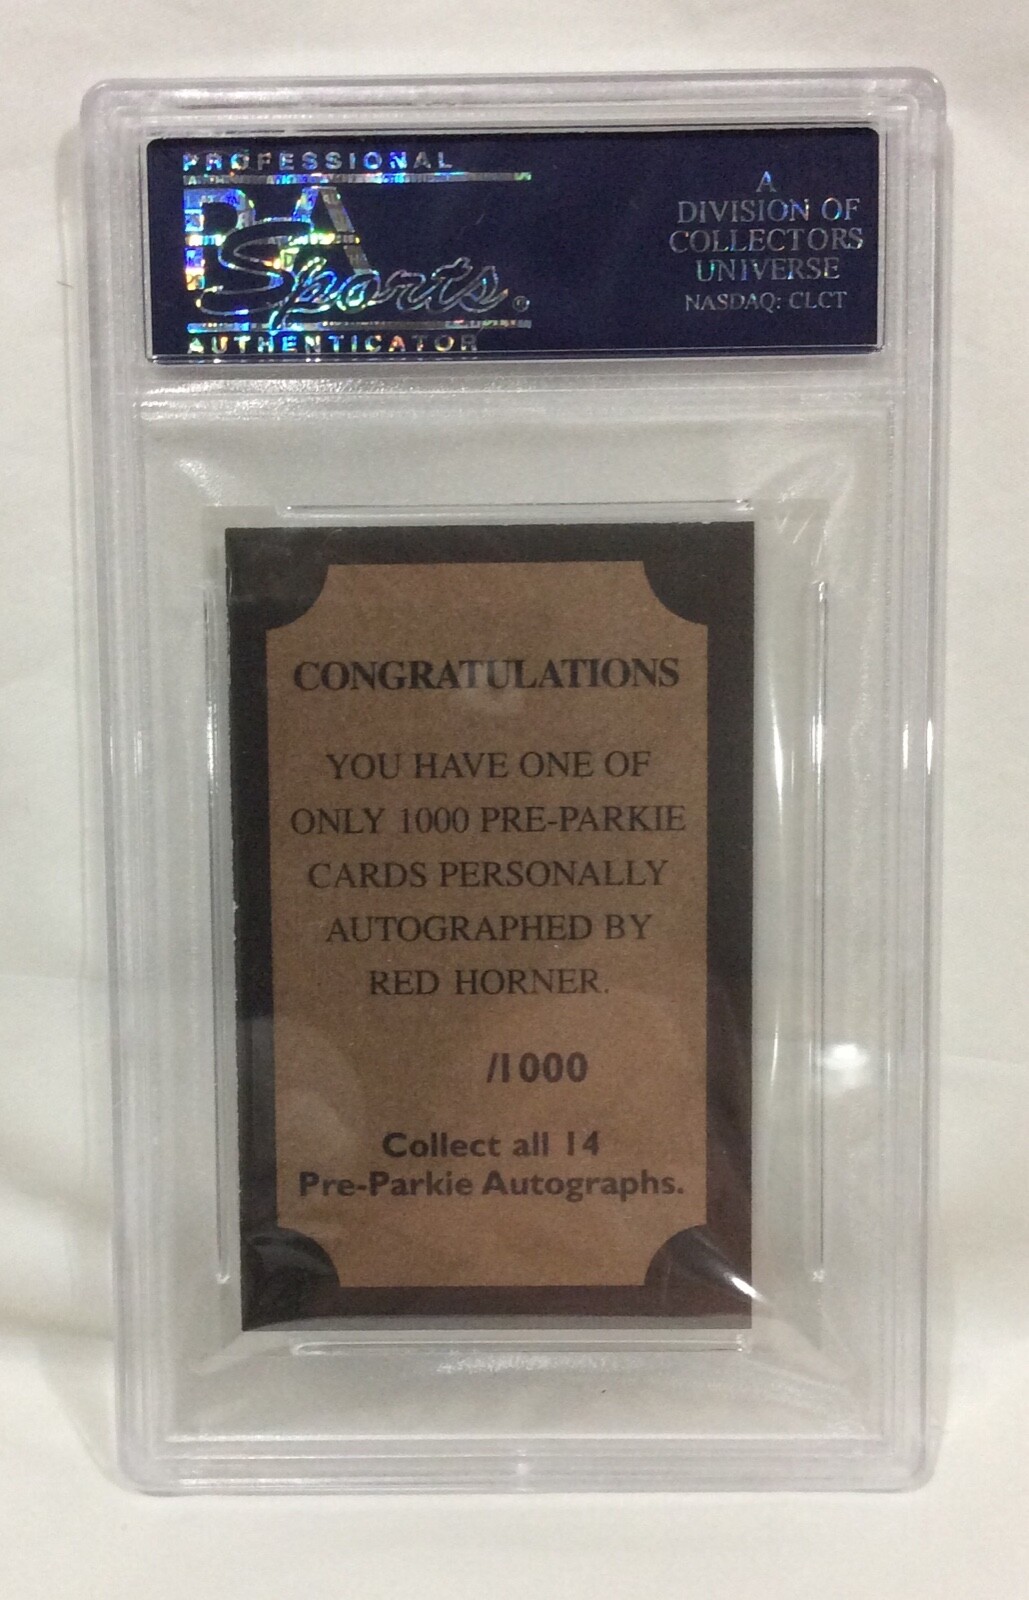 PROFESSIONAL
PSA
Sports
AUTHENTICATOR
A
DIVISION OF
COLLECTORS
UNIVERSE
NASDAQ: CLCT
CONGRATULATIONS
YOU HAVE ONE OF
ONLY 1000 PRE-PARKIE
CARDS PERSONALLY
AUTOGRAPHED BY
RED HORNER.
/1000
Collect all 14
Pre-Parkie Autographs.